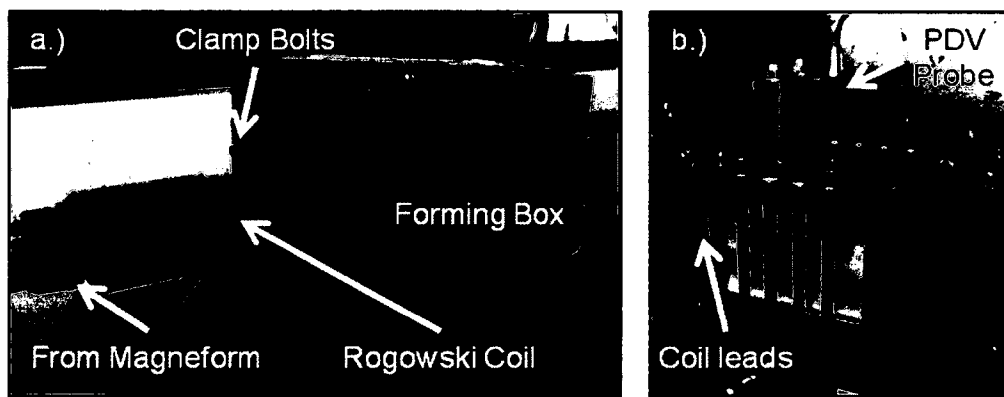 a.)
Clamp Bolts
Forming Box
From Magneform
Rogowski Coil
b.)
PDV
Probe
Coil leads